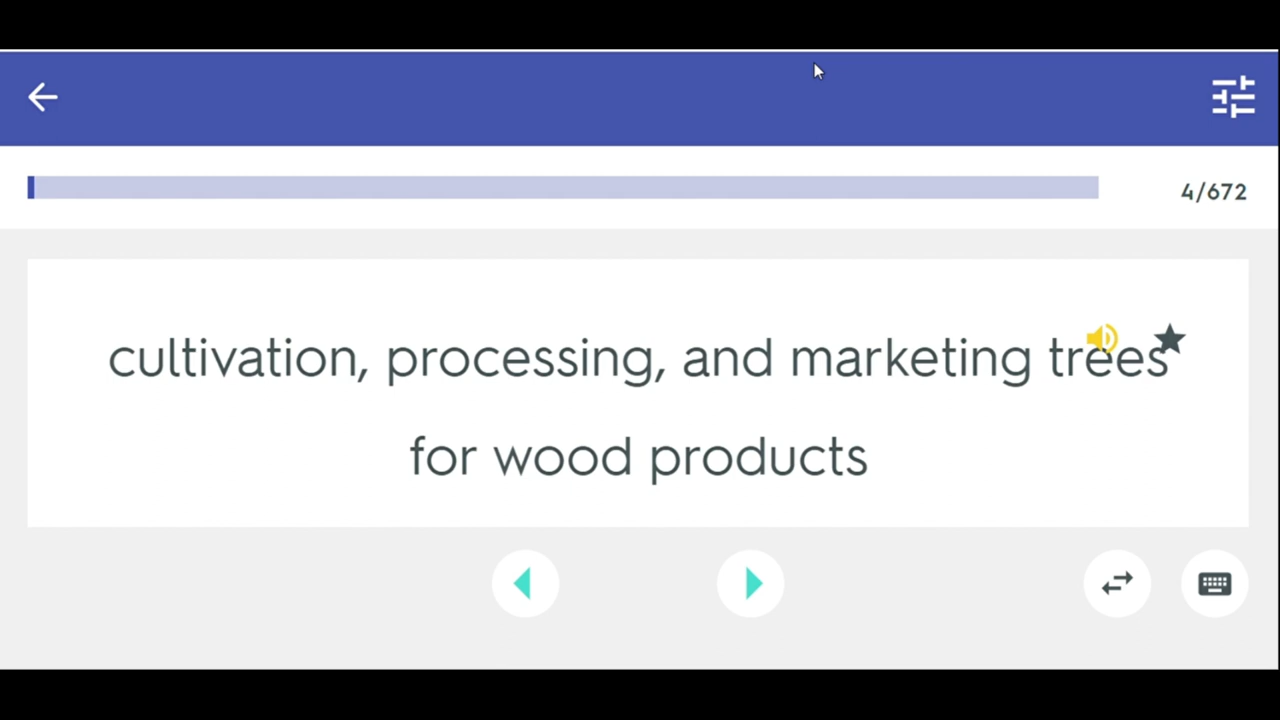 4/672
cultivation, processing, and marketing trees
for wood products